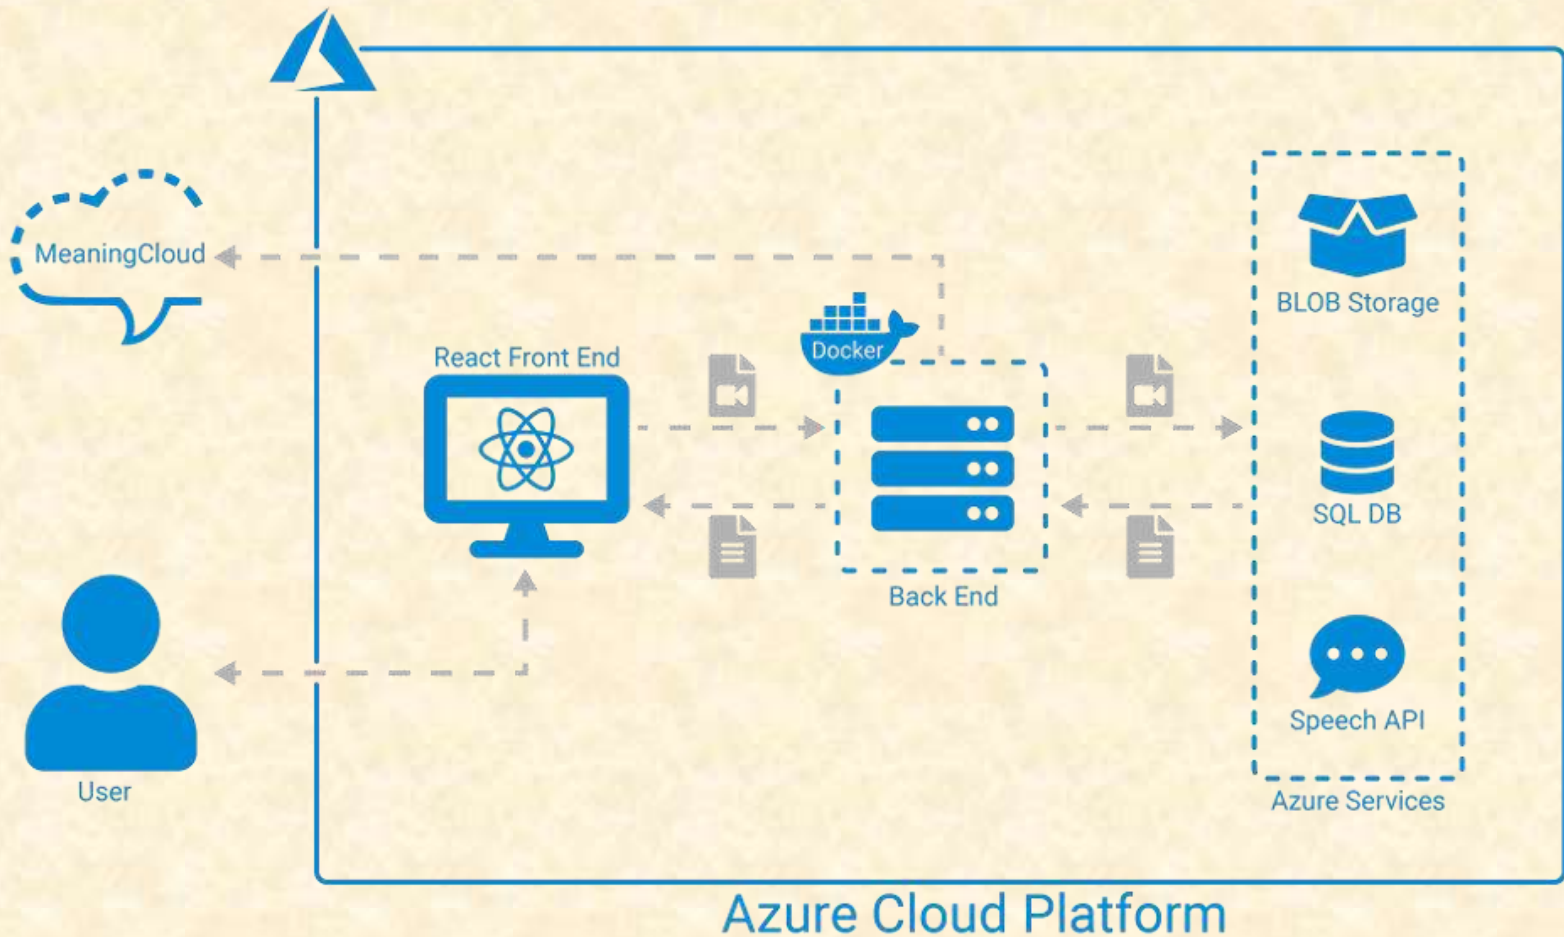 MeaningCloud
React Front End
Docker
BLOB Storage
SQL DB
Back End
Speech API
User
Azure Services
Azure Cloud Platform